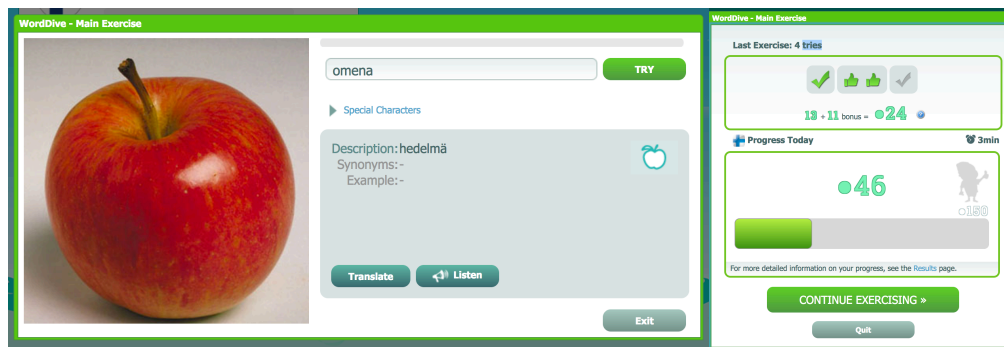 WordDive - Main Exercise
omena
TRY
Special Characters
Description: hedelmä
Synonyms: -
Example: -
Translate
Listen
Exit
WordDive - Main Exercise
Last Exercise: 4 tries
13 + 11 bonus = 24
Progress Today 3min
46
150
For more detailed information on your progress, see the Results page.
CONTINUE EXERCISING »
Quit